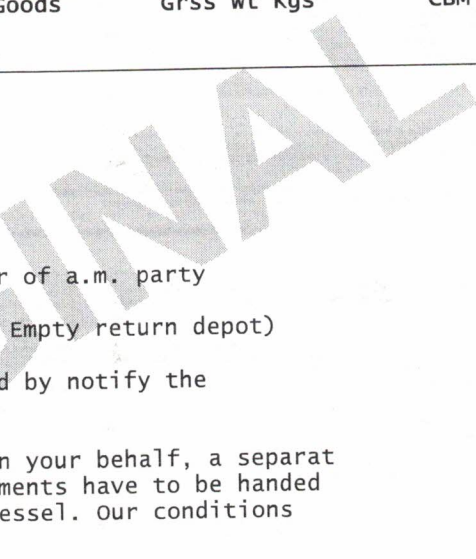 Goods Grss Wt Kgs CBM
GINAL
r of a.m. party
Empty return depot)
d by notify the
n your behalf, a separat
ments have to be handed
essel. Our conditions